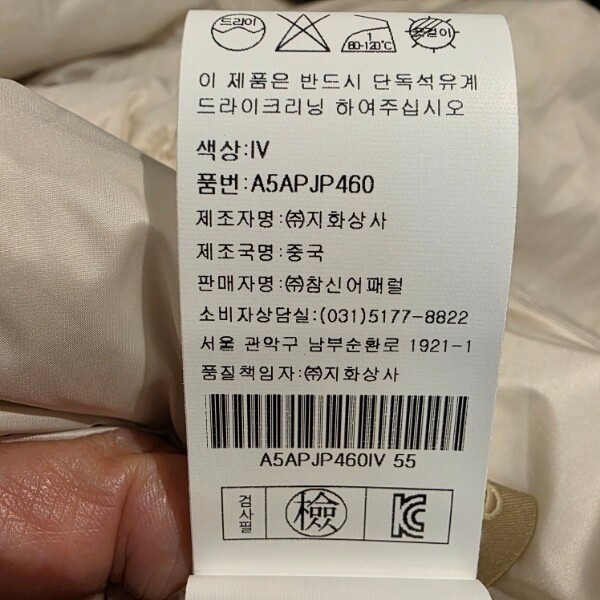 드라이
1
80-120℃
옷걸이
이 제품은 반드시 단독석유계
드라이크리닝 하여주십시오
색상:IV
품번:A5APJP460
제조자명:㈜지화상사
제조국명:중국
판매자명:㈜참신어패럴
소비자상담실:(031)5177-8822
서울 관악구 남부순환로 1921-1
품질책임자:㈜지화상사
A5APJP460IV 55
검사필
檢
KC